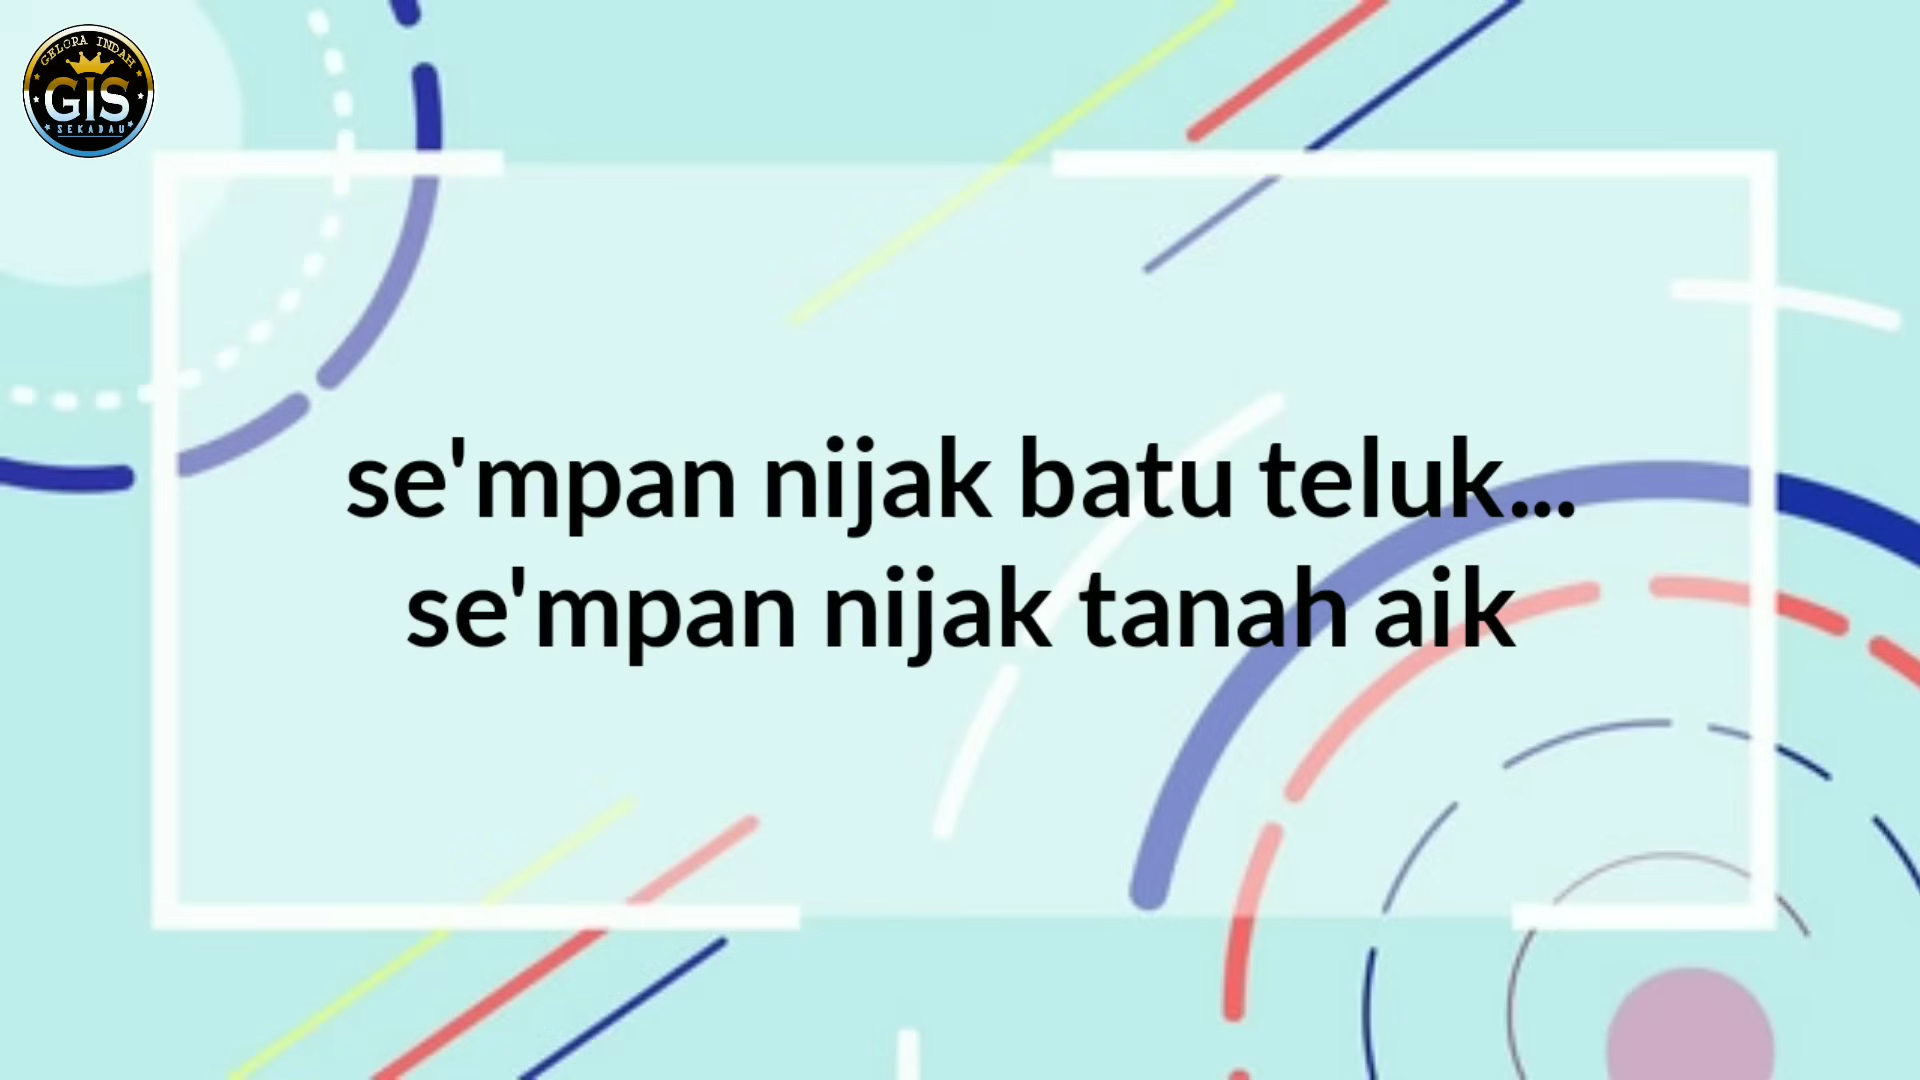 GELORA INDAH
GIS
SEKADAU
se'mpan nijak batu teluk...
se'mpan nijak tanah aik